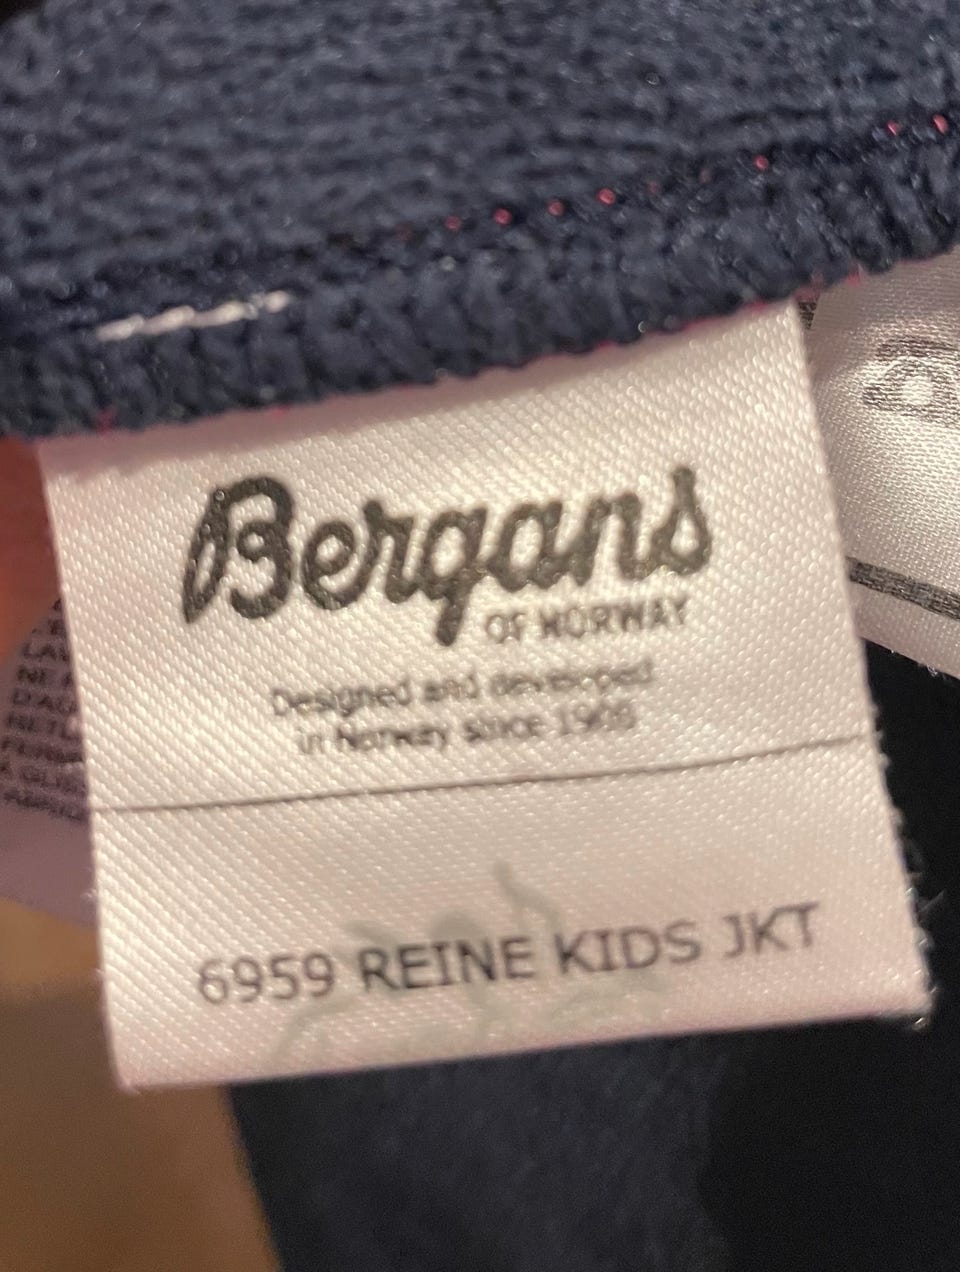 Bergans
OF NORWAY
Designed and developed
in Norway since 1908
6959 REINE KIDS JKT